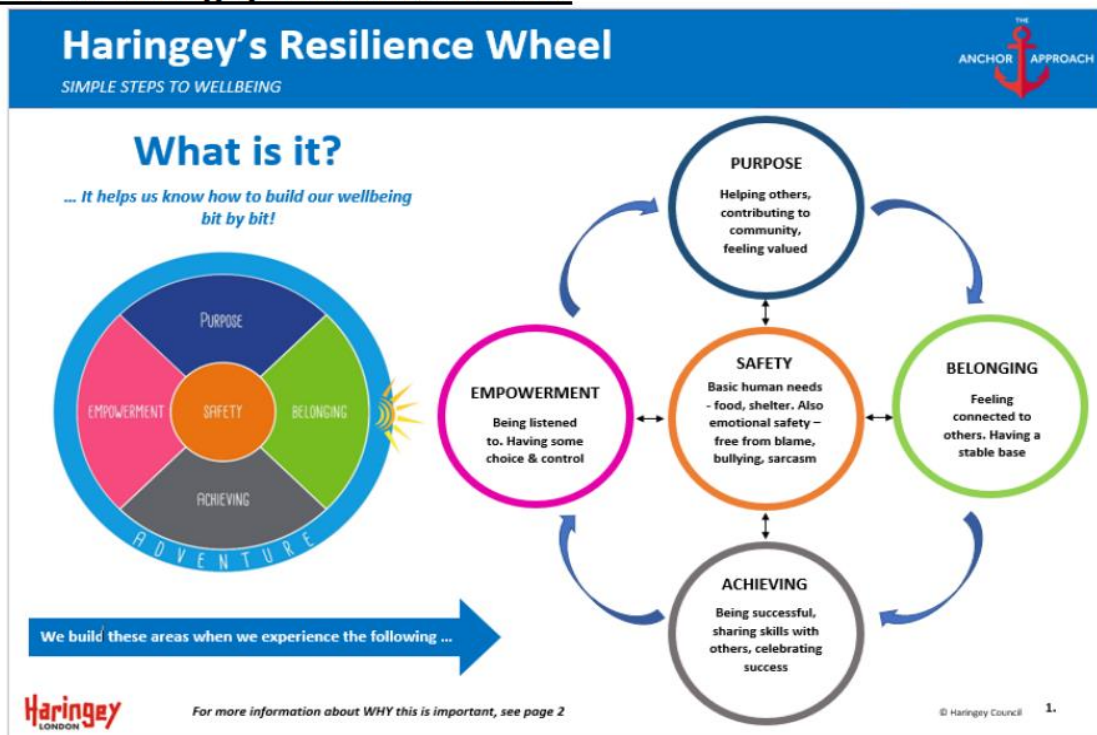 Haringey's Resilience Wheel
SIMPLE STEPS TO WELLBEING
THE
ANCHOR APPROACH
What is it?
... It helps us know how to build our wellbeing
bit by bit!
PURPOSE
EMPOWERMENT
SAFETY
BELONGING
ACHIEVING
ADVENTURE
We build these areas when we experience the following ...
PURPOSE
Helping others,
contributing to
community,
feeling valued
EMPOWERMENT
Being listened
to. Having some
choice & control
SAFETY
Basic human needs
- food, shelter. Also
emotional safety –
free from blame,
bullying, sarcasm
BELONGING
Feeling
connected to
others. Having a
stable base
ACHIEVING
Being successful,
sharing skills with
others, celebrating
success
Haringey
LONDON
For more information about WHY this is important, see page 2
© Haringey Council
1.